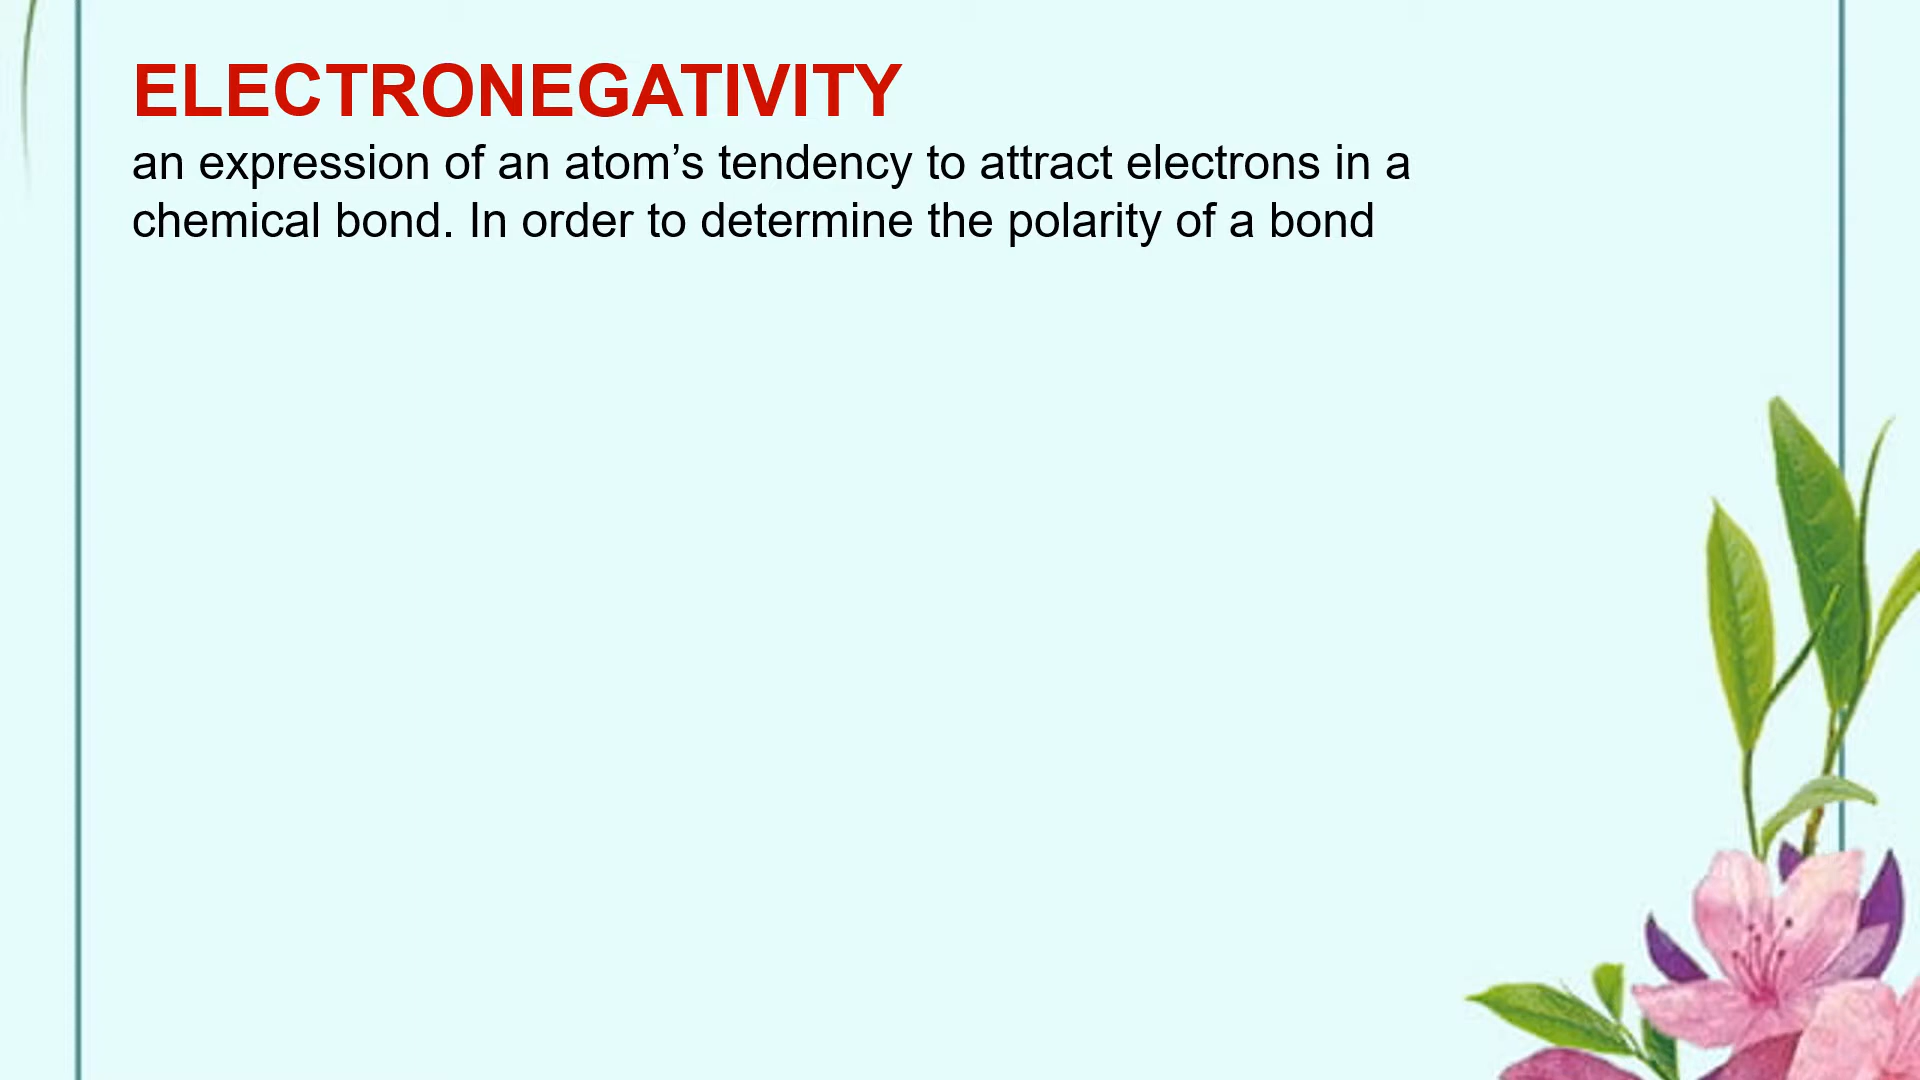 ELECTRONEGATIVITY
an expression of an atom’s tendency to attract electrons in a
chemical bond. In order to determine the polarity of a bond